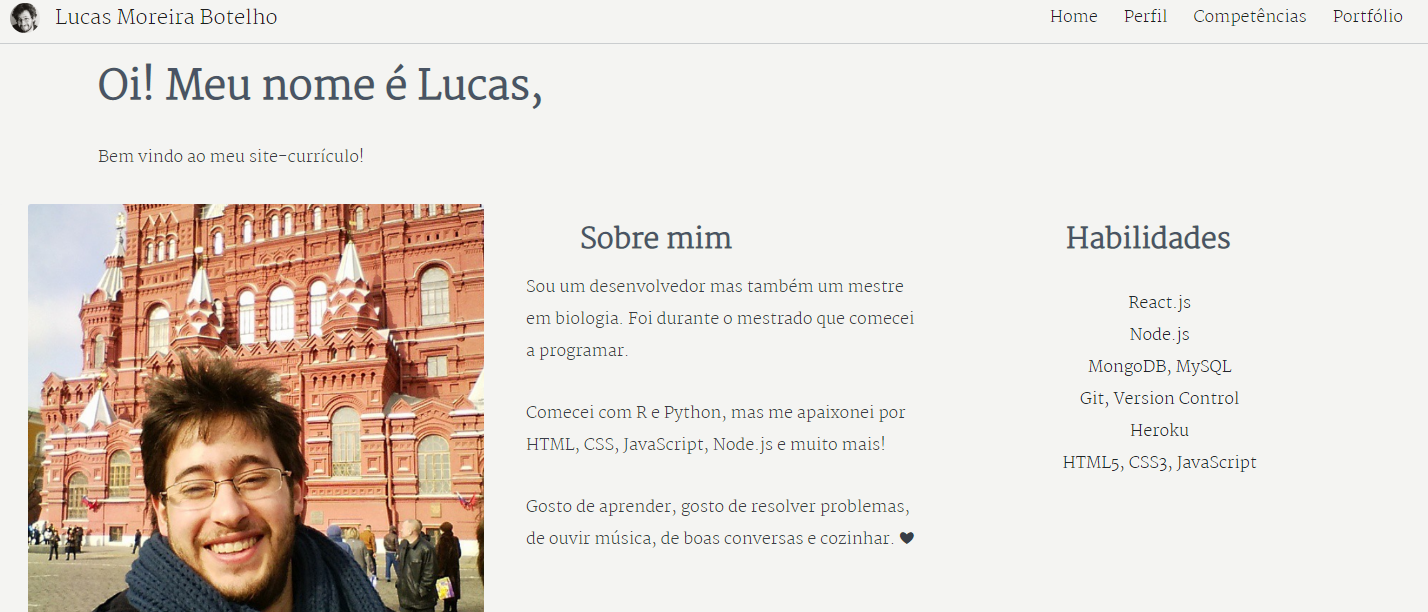 Lucas Moreira Botelho
Home Perfil Competências Portfólio
Oi! Meu nome é Lucas,
Bem vindo ao meu site-currículo!
Sobre mim
Sou um desenvolvedor mas também um mestre
em biologia. Foi durante o mestrado que comecei
a programar.
Comecei com R e Python, mas me apaixonei por
HTML, CSS, JavaScript, Node.js e muito mais!
Gosto de aprender, gosto de resolver problemas,
de ouvir música, de boas conversas e cozinhar. ♥
Habilidades
React.js
Node.js
MongoDB, MySQL
Git, Version Control
Heroku
HTML5, CSS3, JavaScript